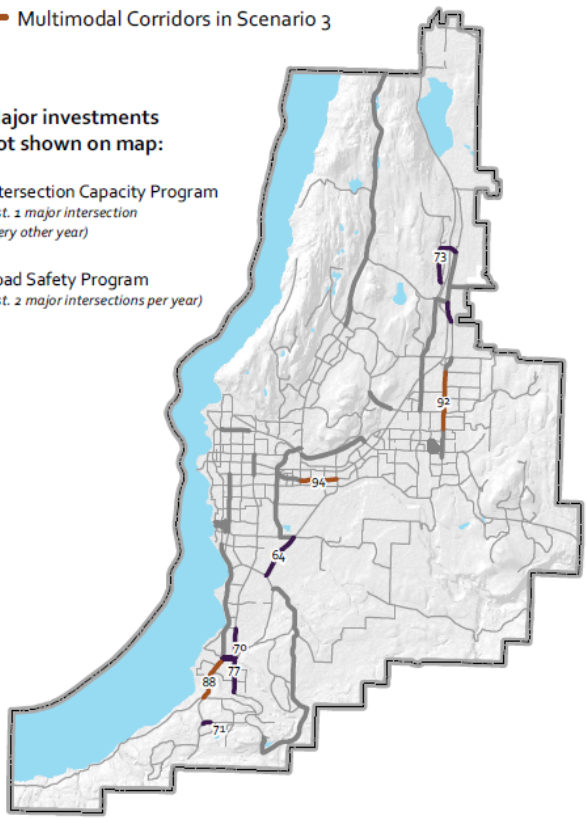 Multimodal Corridors in Scenario 3
ajor investments
ot shown on map:
tersection Capacity Program
st. 1 major intersection
ery other year)
oad Safety Program
st. 2 major intersections per year)
73
92
94
64
70
77
88
71